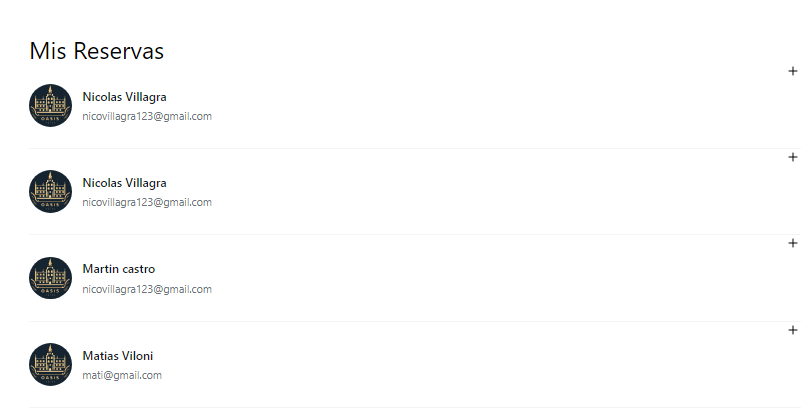 Mis Reservas
Nicolas Villagra
nicovillagra123@gmail.com
OASIS
Nicolas Villagra
nicovillagra123@gmail.com
OASIS
Martin castro
nicovillagra123@gmail.com
OASIS
Matias Viloni
mati@gmail.com
OASIS